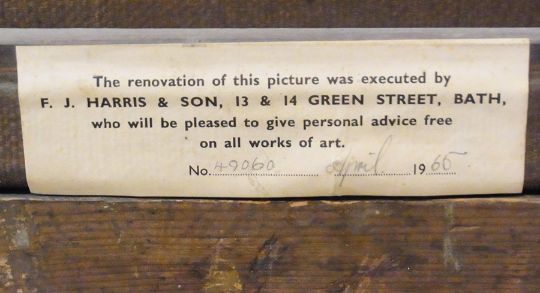 The renovation of this picture was executed by
F. J. HARRIS & SON, 13 & 14 GREEN STREET, BATH,
who will be pleased to give personal advice free
on all works of art.
No. 49060 April 1965